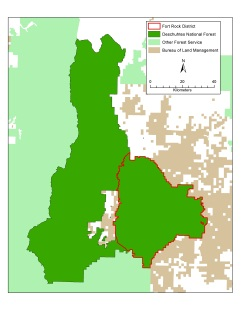 Fort Rock District
Deschutes National Forest
Other Forest Service
Bureau of Land Management
N
0 20 40
Kilometers